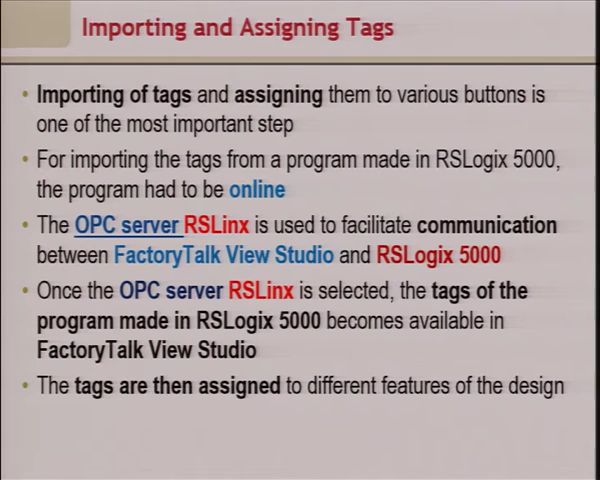 Importing and Assigning Tags
• Importing of tags and assigning them to various buttons is
one of the most important step
• For importing the tags from a program made in RSLogix 5000,
the program had to be online
• The OPC server RSLinx is used to facilitate communication
between FactoryTalk View Studio and RSLogix 5000
• Once the OPC server RSLinx is selected, the tags of the
program made in RSLogix 5000 becomes available in
FactoryTalk View Studio
• The tags are then assigned to different features of the design